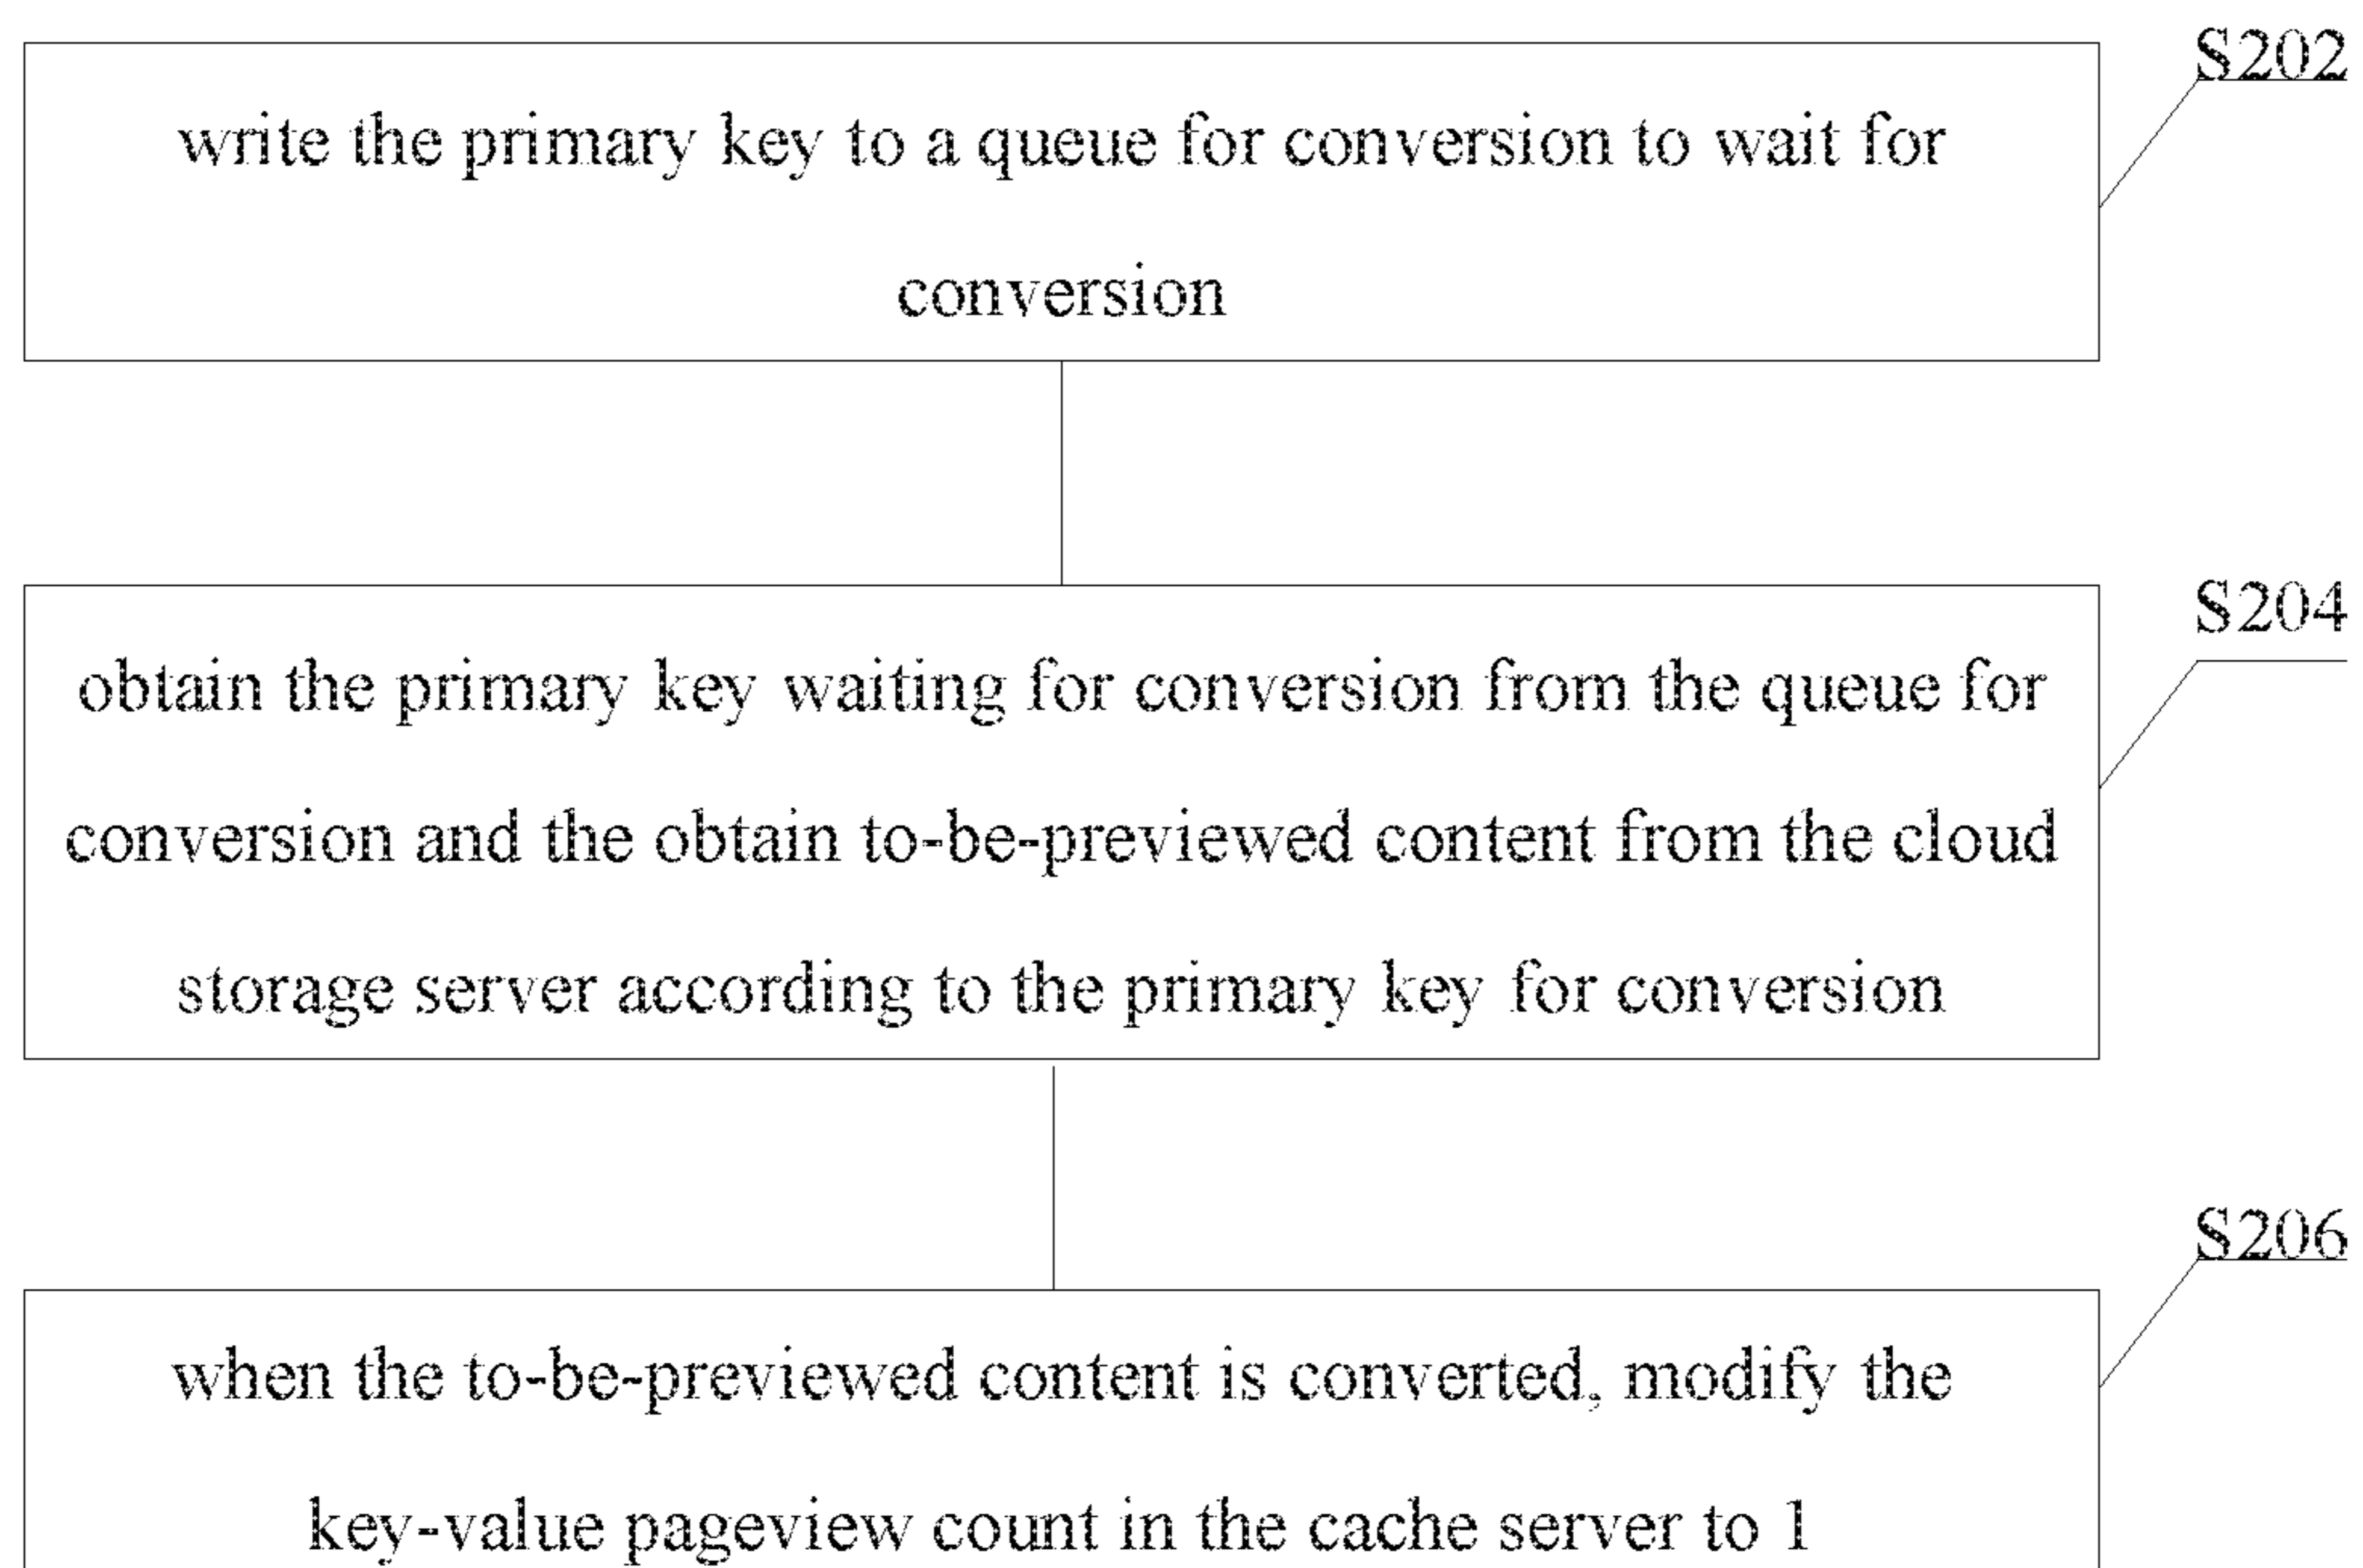 S202
write the primary key to a queue for conversion to wait for
conversion
S204
obtain the primary key waiting for conversion from the queue for
conversion and the obtain to-be-previewed content from the cloud
storage server according to the primary key for conversion
S206
when the to-be-previewed content is converted, modify the
key-value pageview count in the cache server to 1